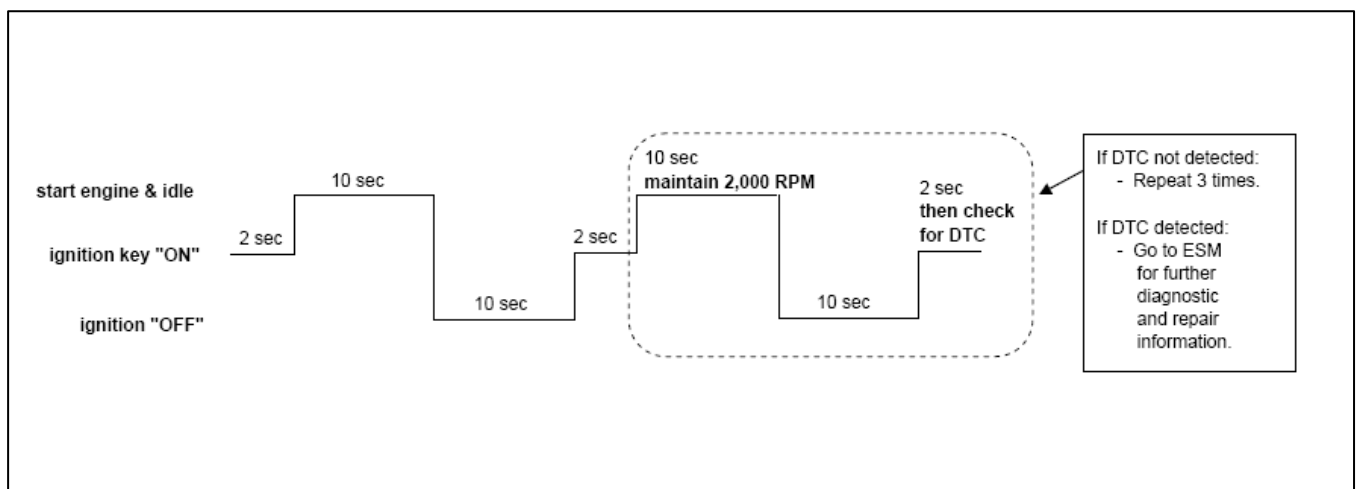 start engine & idle
10 sec
ignition key "ON"
2 sec
ignition "OFF"
10 sec
2 sec
10 sec
maintain 2,000 RPM
10 sec
2 sec
then check
for DTC
If DTC not detected:
- Repeat 3 times.
If DTC detected:
- Go to ESM
for further
diagnostic
and repair
information.